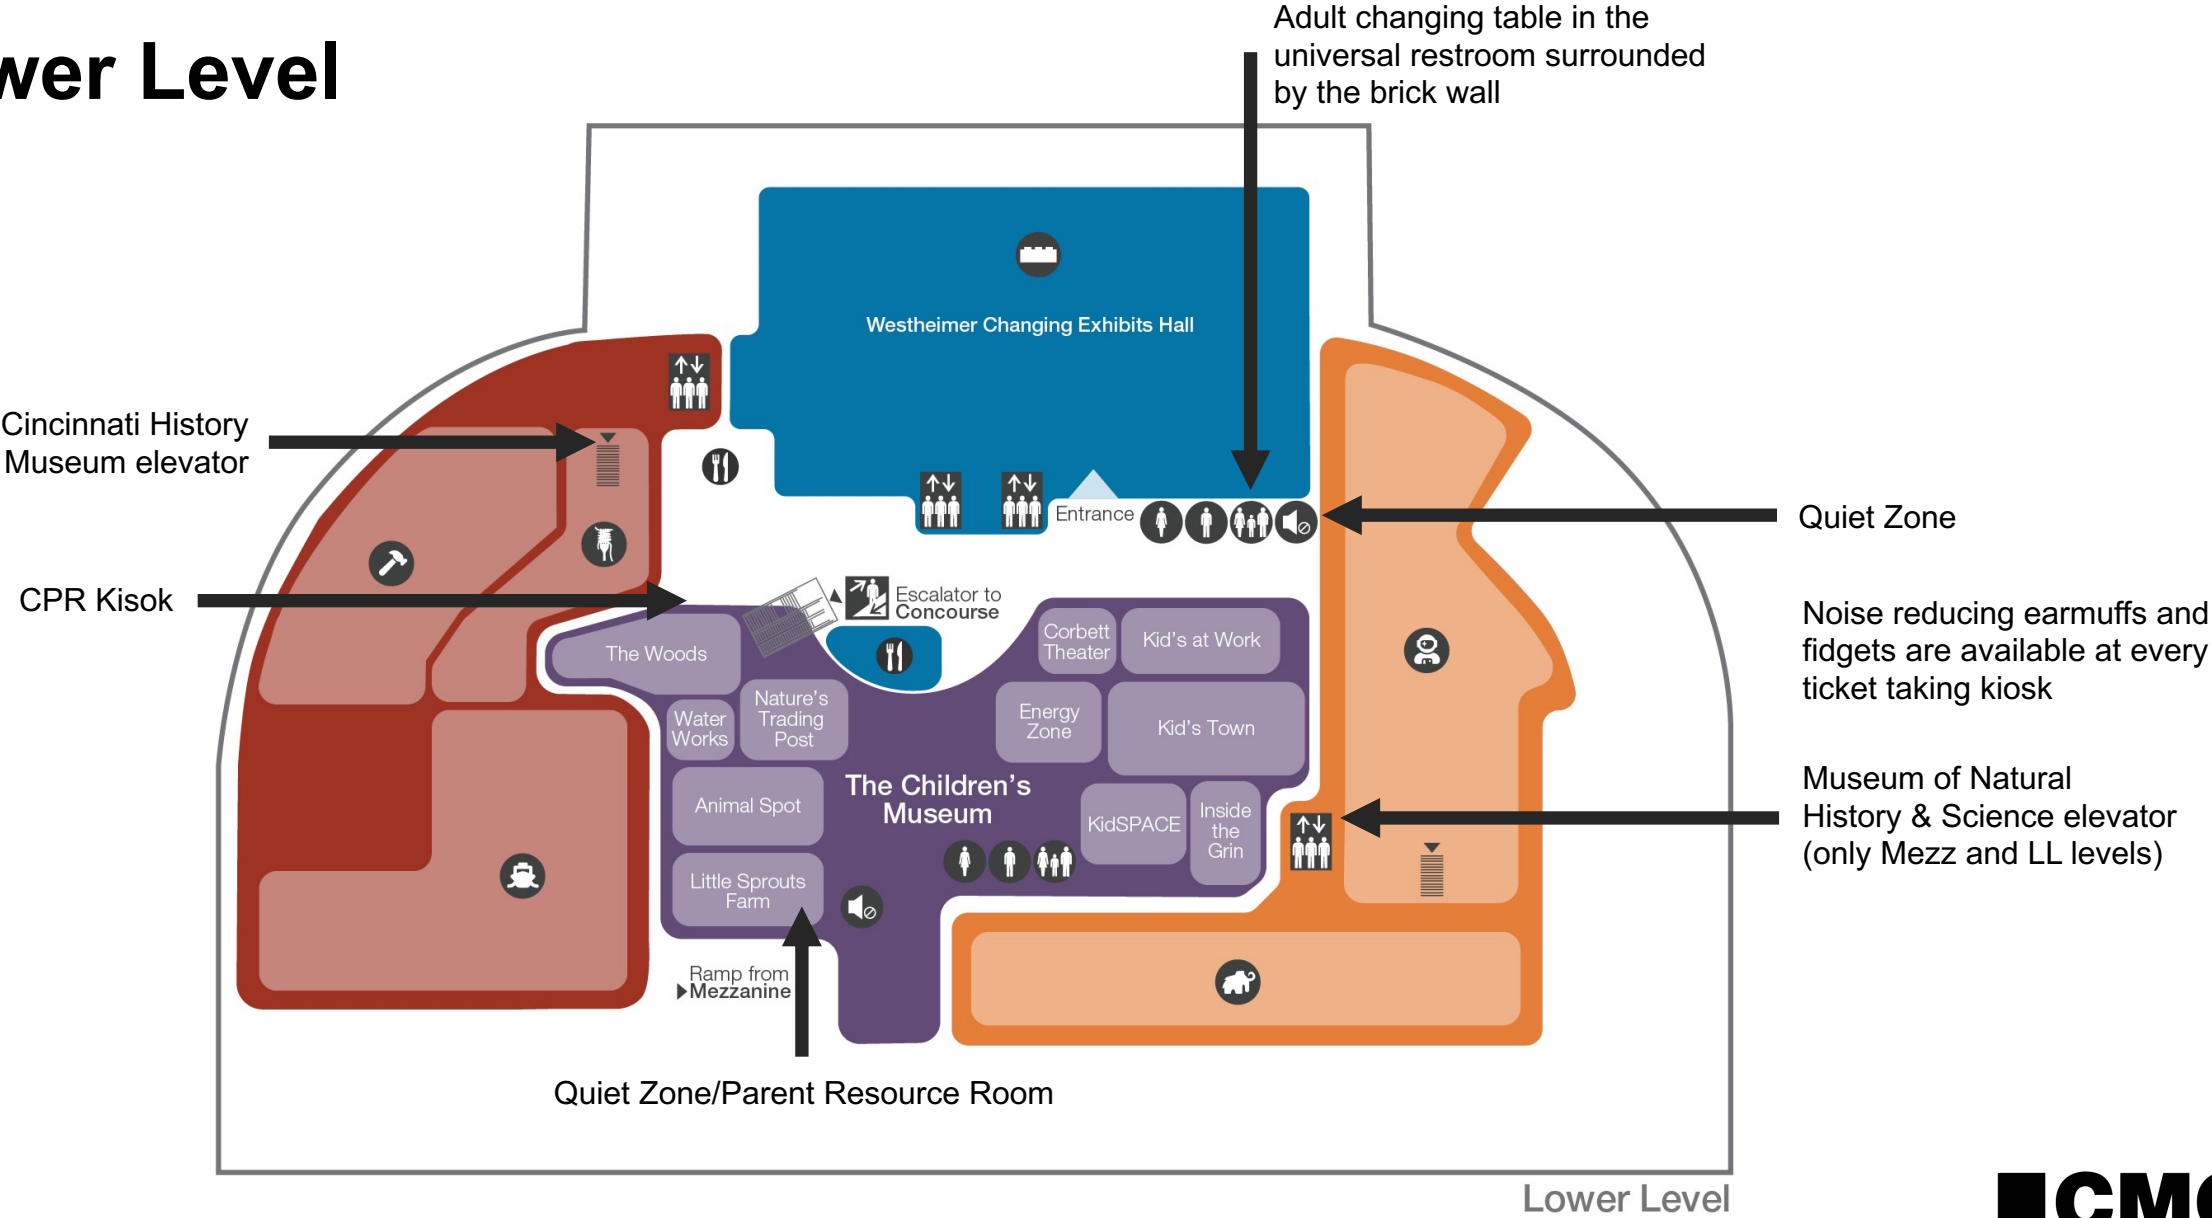 wer Level
Adult changing table in the
universal restroom surrounded
by the brick wall
Westheimer Changing Exhibits Hall
Cincinnati History
Museum elevator
Entrance
Quiet Zone
CPR Kisok
Escalator to
Concourse
Noise reducing earmuffs and
fidgets are available at every
ticket taking kiosk
The Woods
Corbett
Theater
Kid's at Work
Nature's
Trading
Post
Water
Works
Energy
Zone
Kid's Town
The Children's
Museum
Animal Spot
KidSPACE
Inside
the
Grin
Museum of Natural
History & Science elevator
(only Mezz and LL levels)
Little Sprouts
Farm
Ramp from
Mezzanine
Quiet Zone/Parent Resource Room
Lower Level